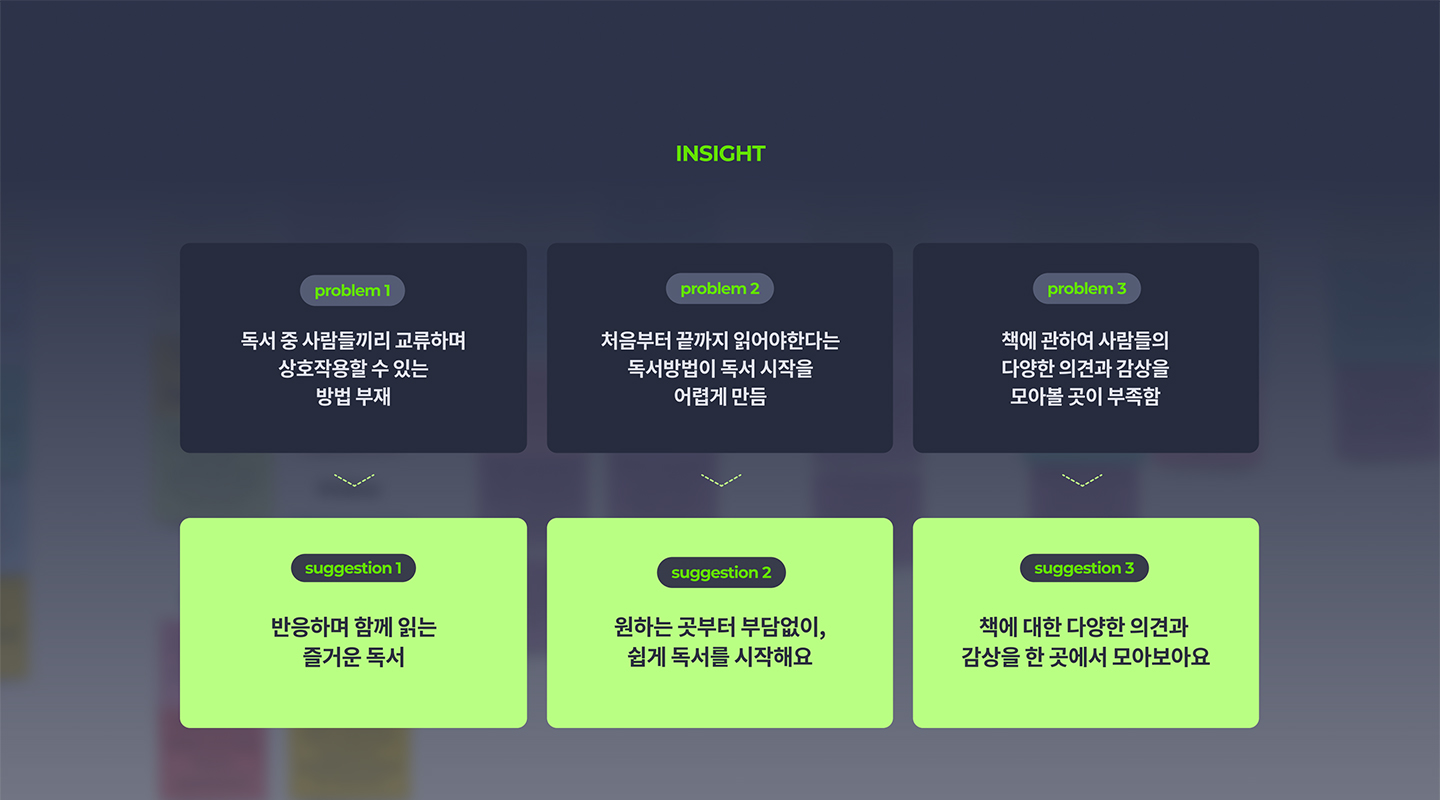 INSIGHT
problem 1
독서 중 사람들끼리 교류하며
상호작용할 수 있는
방법 부재
problem 2
처음부터 끝까지 읽어야한다는
독서방법이 독서 시작을
어렵게 만듬
problem 3
책에 관하여 사람들의
다양한 의견과 감상을
모아볼 곳이 부족함
suggestion 1
반응하며 함께 읽는
즐거운 독서
suggestion 2
원하는 곳부터 부담없이,
쉽게 독서를 시작해요
suggestion 3
책에 대한 다양한 의견과
감상을 한 곳에서 모아보아요